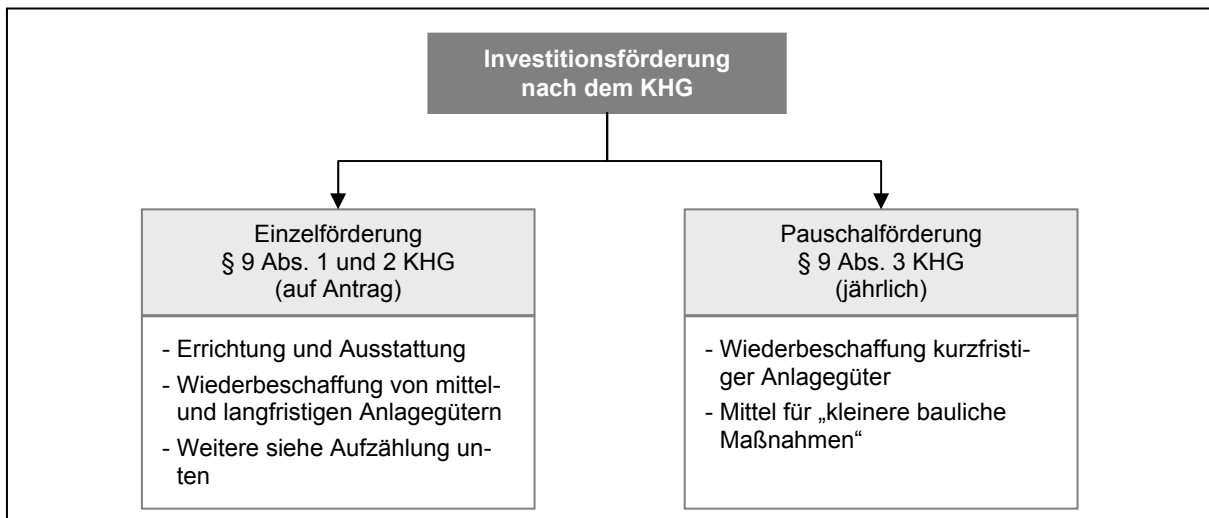 Investitionsförderung
nach dem KHG
Einzelförderung
§ 9 Abs. 1 und 2 KHG
(auf Antrag)
- Errichtung und Ausstattung
- Wiederbeschaffung von mittel-
und langfristigen Anlagegütern
- Weitere siehe Aufzählung un-
ten
Pauschalförderung
§ 9 Abs. 3 KHG
(jährlich)
- Wiederbeschaffung kurzfristi-
ger Anlagegüter
- Mittel für „kleinere bauliche
Maßnahmen“